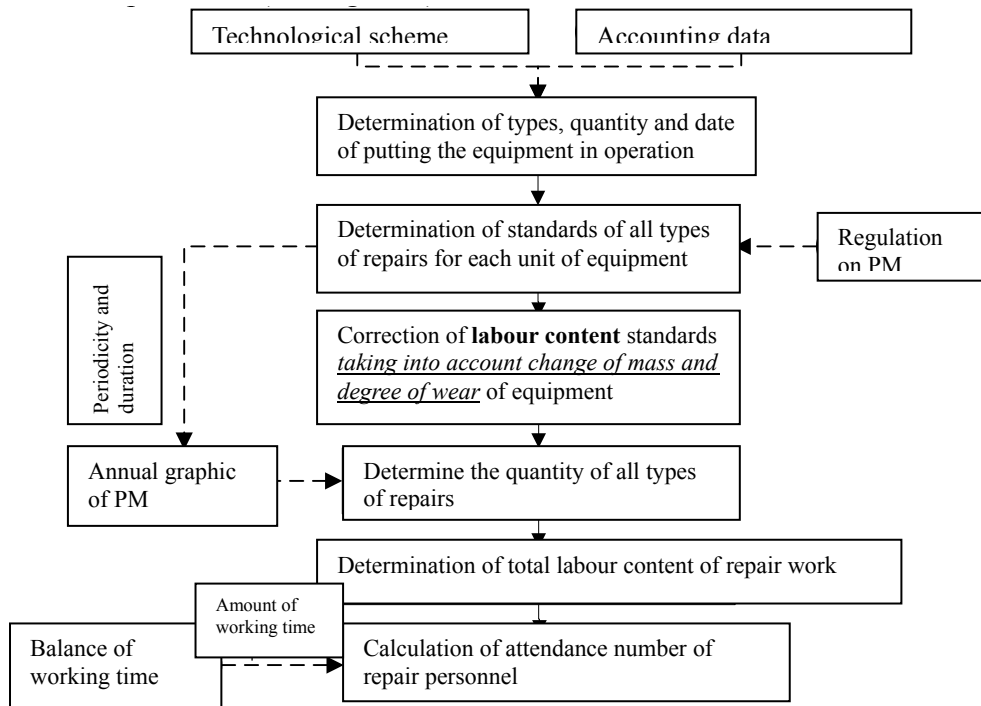 Technological scheme
Accounting data
Determination of types, quantity and date
of putting the equipment in operation
Determination of standards of all types
of repairs for each unit of equipment
Regulation
on PM
Periodicity and
duration
Correction of labour content standards
taking into account change of mass and
degree of wear of equipment
Annual graphic
of PM
Determine the quantity of all types
of repairs
Determination of total labour content of repair work
Amount of
working time
Balance of
working time
Calculation of attendance number of
repair personnel